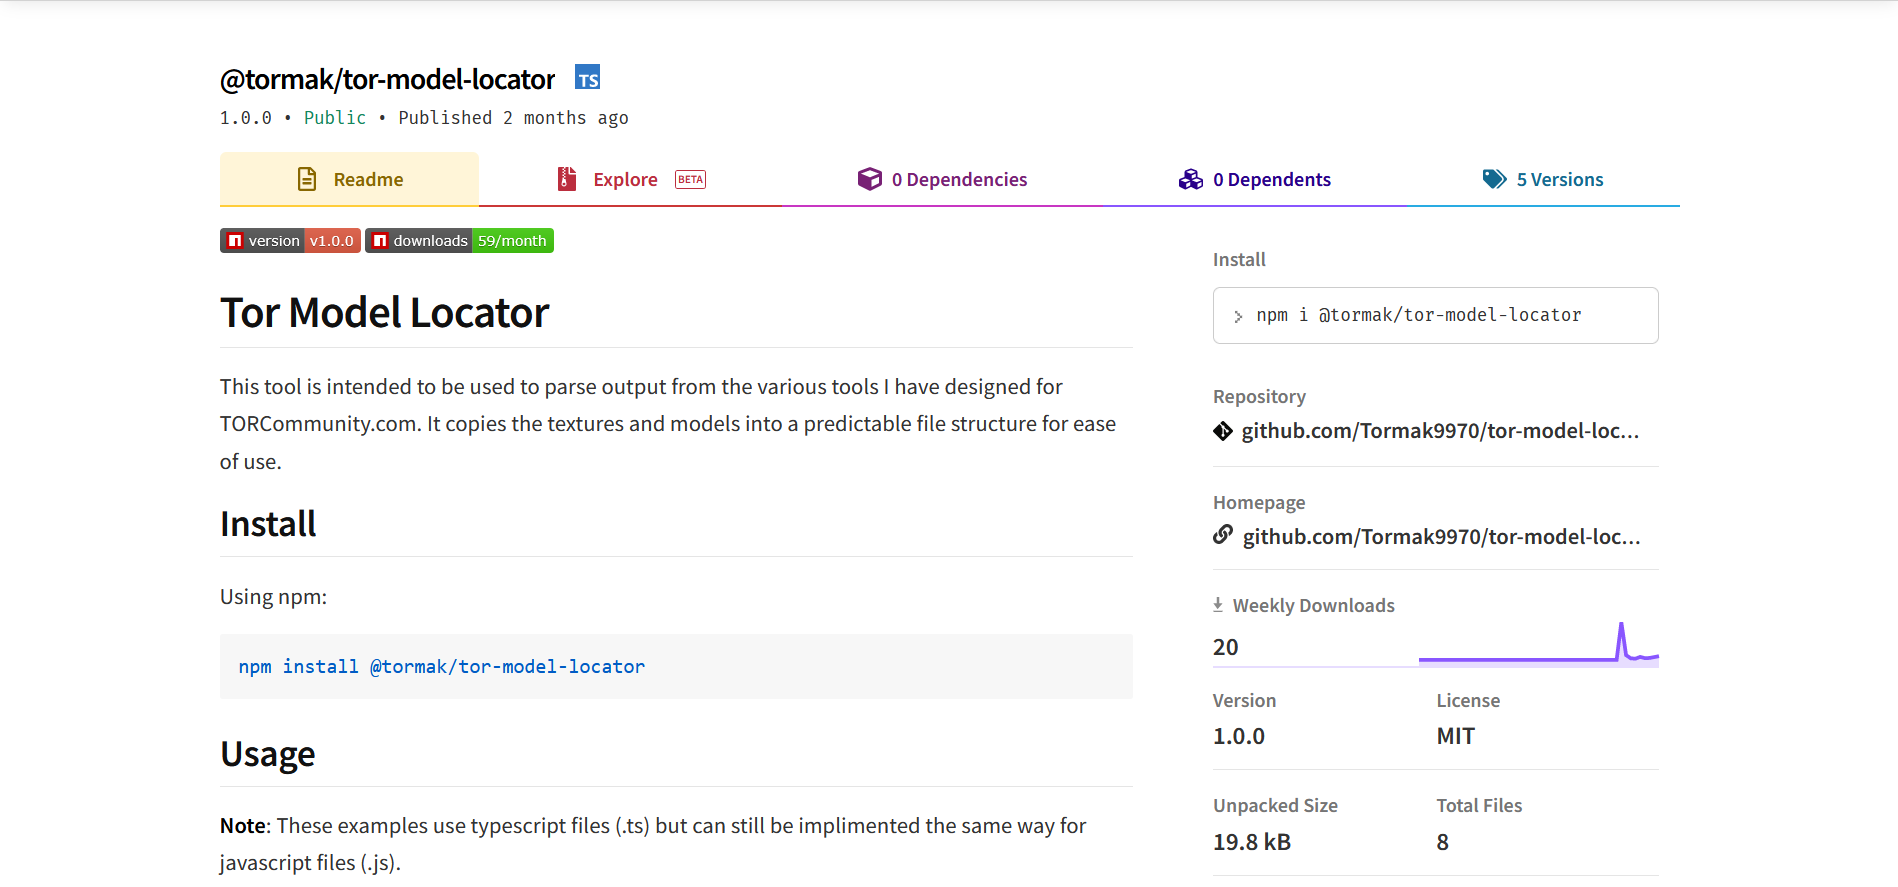 @tormak/tor-model-locator TS
1.0.0 • Public • Published 2 months ago
Readme Explore BETA 0 Dependencies 0 Dependents 5 Versions
version v1.0.0 downloads 59/month
Tor Model Locator
This tool is intended to be used to parse output from the various tools I have designed for
TORCommunity.com. It copies the textures and models into a predictable file structure for ease
of use.
Install
Using npm:
npm install @tormak/tor-model-locator
Usage
Note: These examples use typescript files (.ts) but can still be implimented the same way for
javascript files (.js).
Install
npm i @tormak/tor-model-locator
Repository
github.com/Tormak9970/tor-model-loc...
Homepage
github.com/Tormak9970/tor-model-loc...
Weekly Downloads
20
Version License
1.0.0 MIT
Unpacked Size Total Files
19.8 kB 8